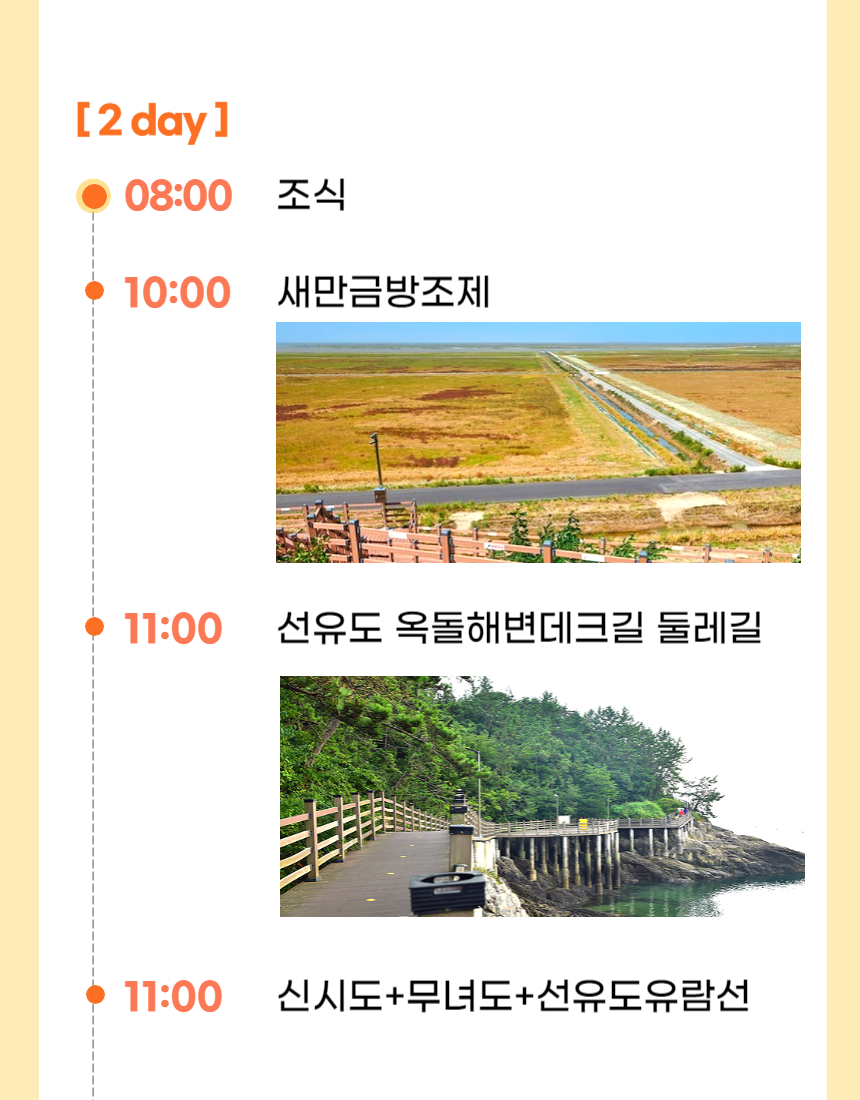 [ 2 day ]
08:00 조식
10:00 새만금방조제
11:00 선유도 옥돌해변데크길 둘레길
11:00 신시도+무녀도+선유도유람선